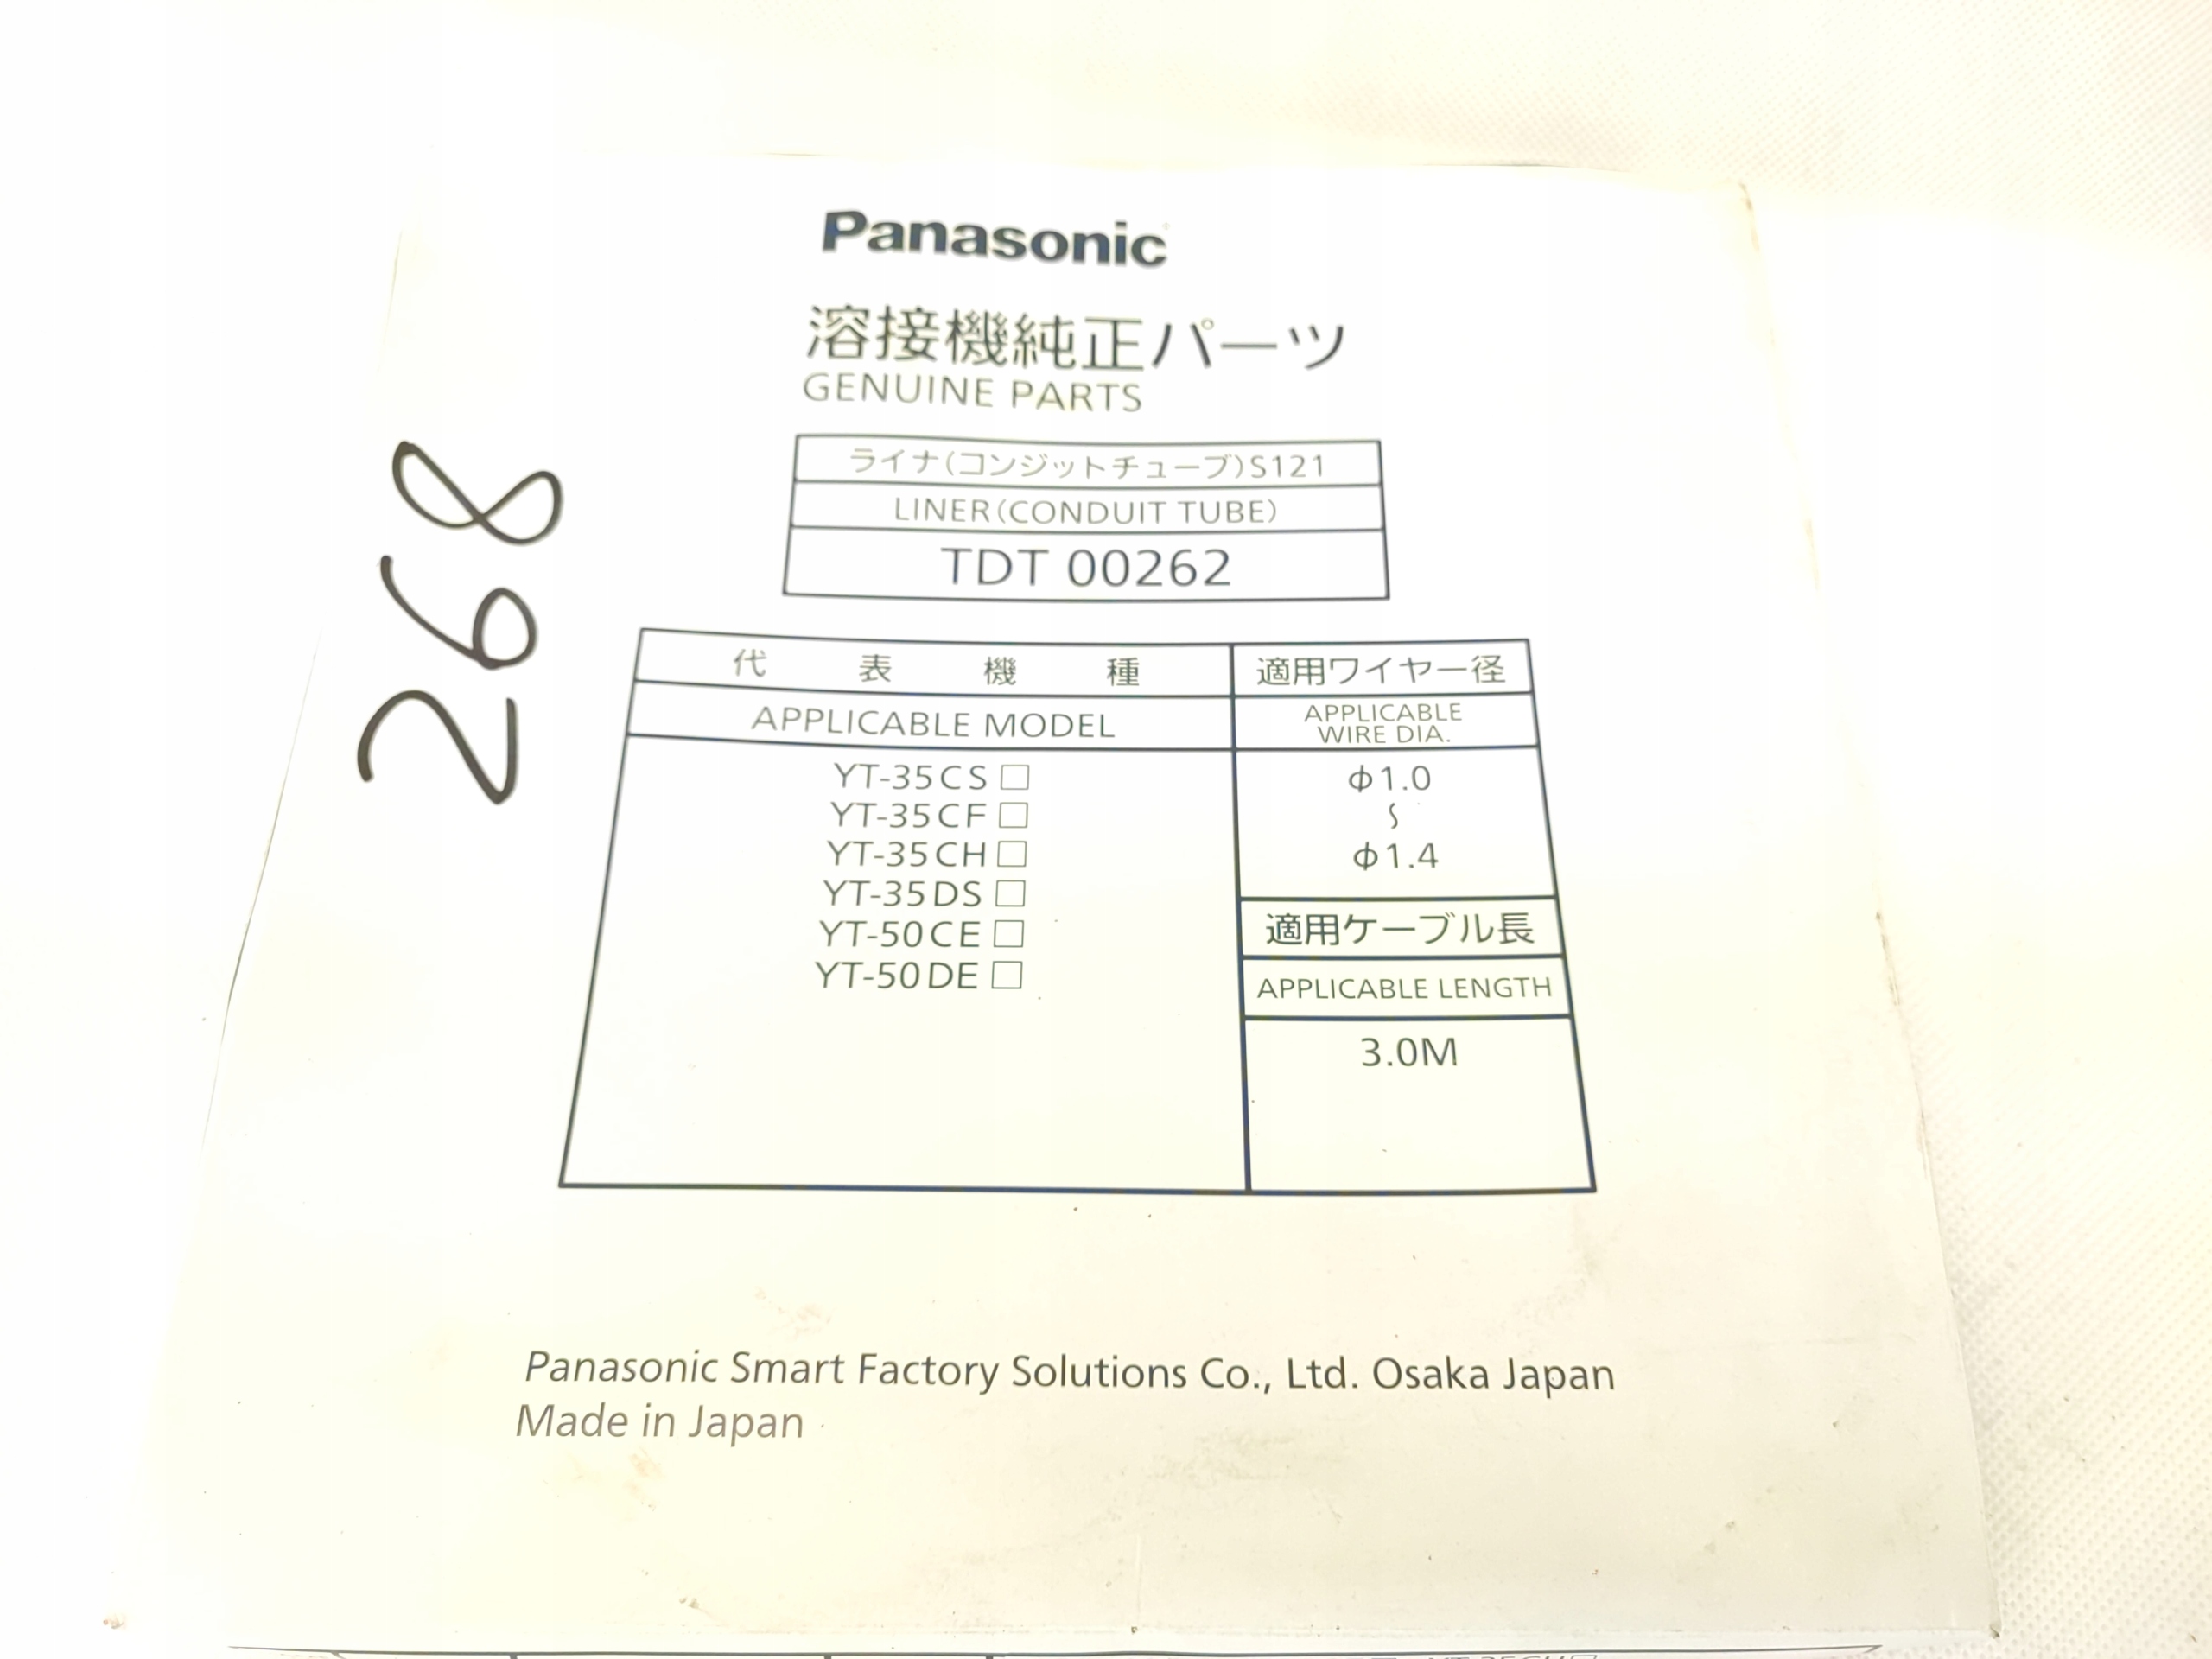 Panasonic
溶接機純正パーツ
GENUINE PARTS
ライナ(コンジットチューブ)S121
LINER(CONDUIT TUBE)
TDT 00262
268
代表機種
APPLICABLE MODEL
YT-35CS□
YT-35CF□
YT-35CH□
YT-35DS□
YT-50CE□
YT-50DE□
適用ワイヤー径
APPLICABLE
WIRE DIA.
Φ1.0
~
Φ1.4
適用ケーブル長
APPLICABLE LENGTH
3.0M
Panasonic Smart Factory Solutions Co., Ltd. Osaka Japan
Made in Japan